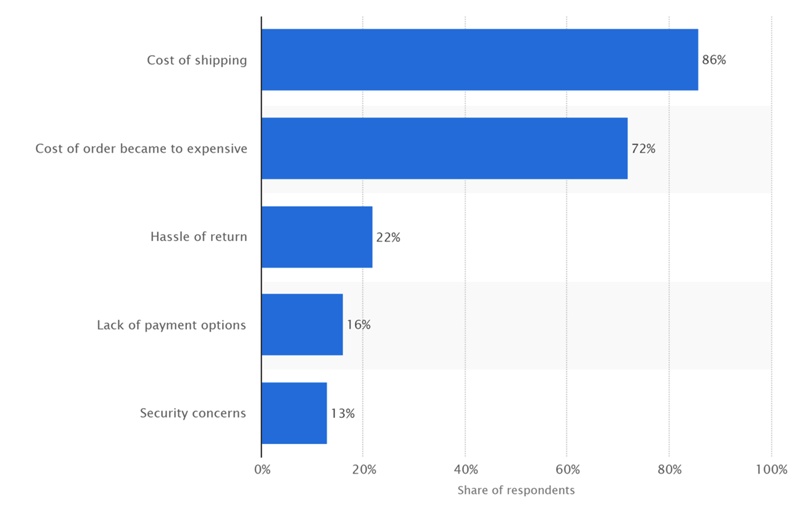 Cost of shipping
86%
Cost of order became to expensive
72%
Hassle of return
22%
Lack of payment options
16%
Security concerns
13%
0% 20% 40% 60% 80% 100%
Share of respondents